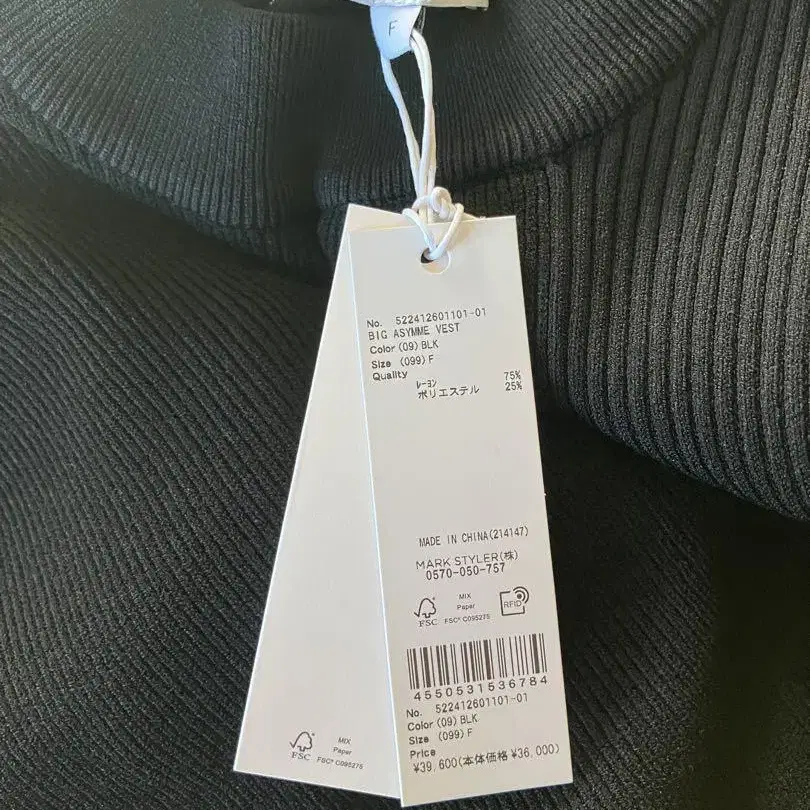 F
No. 522412601101-01
BIG ASYMME VEST
Color (09) BLK
Size (099) F
Quality
ﾚｰﾖﾝ 75%
ポリエステル 25%
MADE IN CHINA(214147)
MARK STYLER(株)
0570-050-757
FSC
MIX
Paper
FSC® C095275
RFID
4550531536784
No. 522412601101-01
Color (09) BLK
Size (099) F
Price
¥39,600(本体価格 ¥36,000)
FSC
MIX
Paper
FSC® C095275